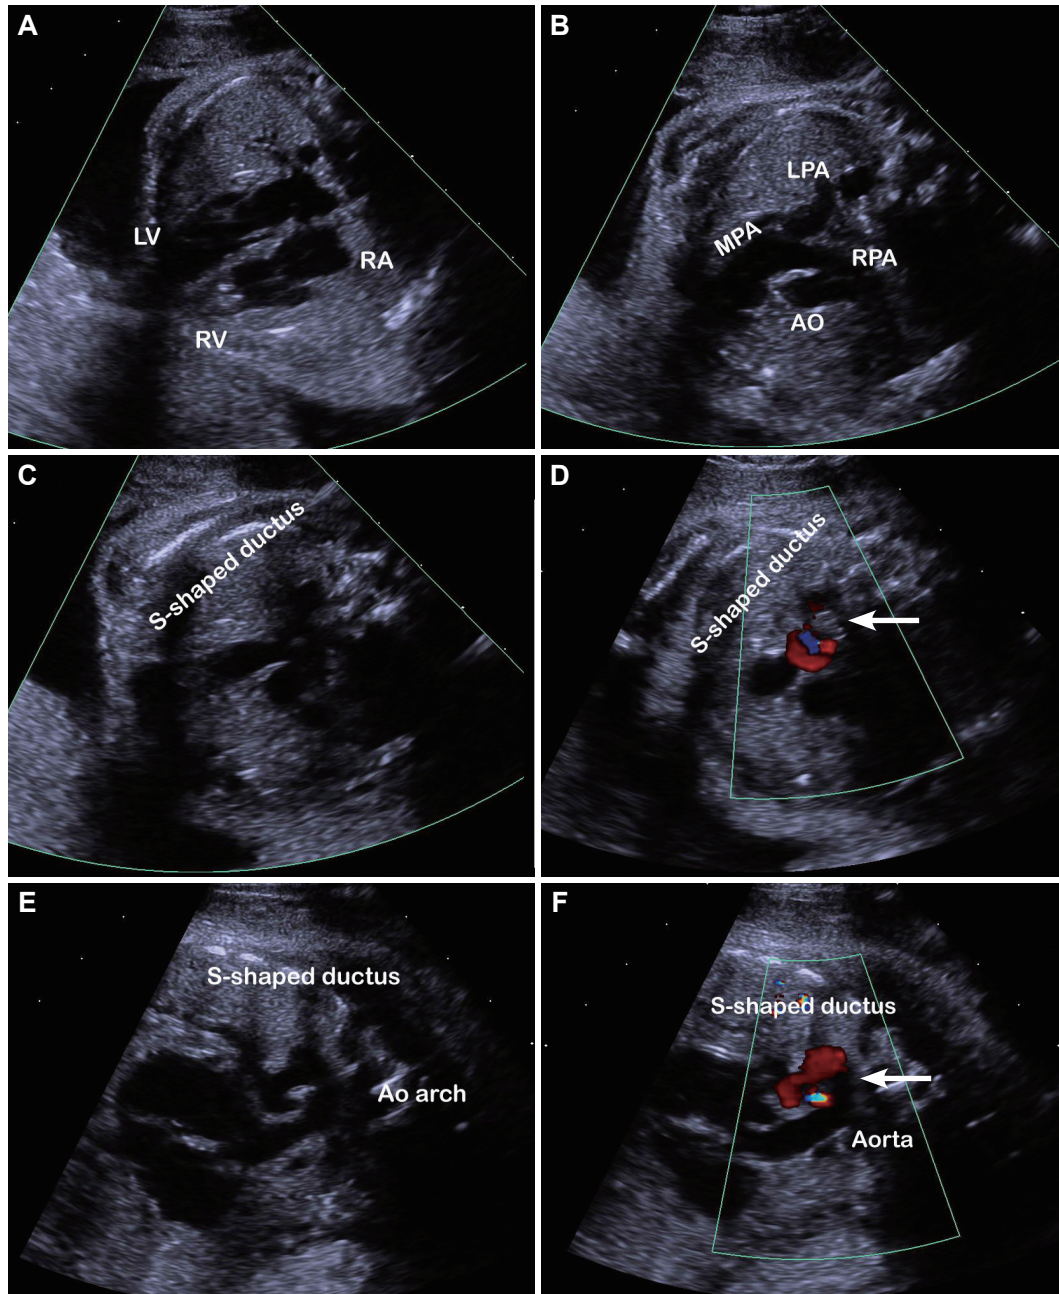 A
LV
RA
RV
B
LPA
MPA
RPA
AO
C
S-shaped ductus
D
S-shaped ductus
E
S-shaped ductus
Ao arch
F
S-shaped ductus
Aorta